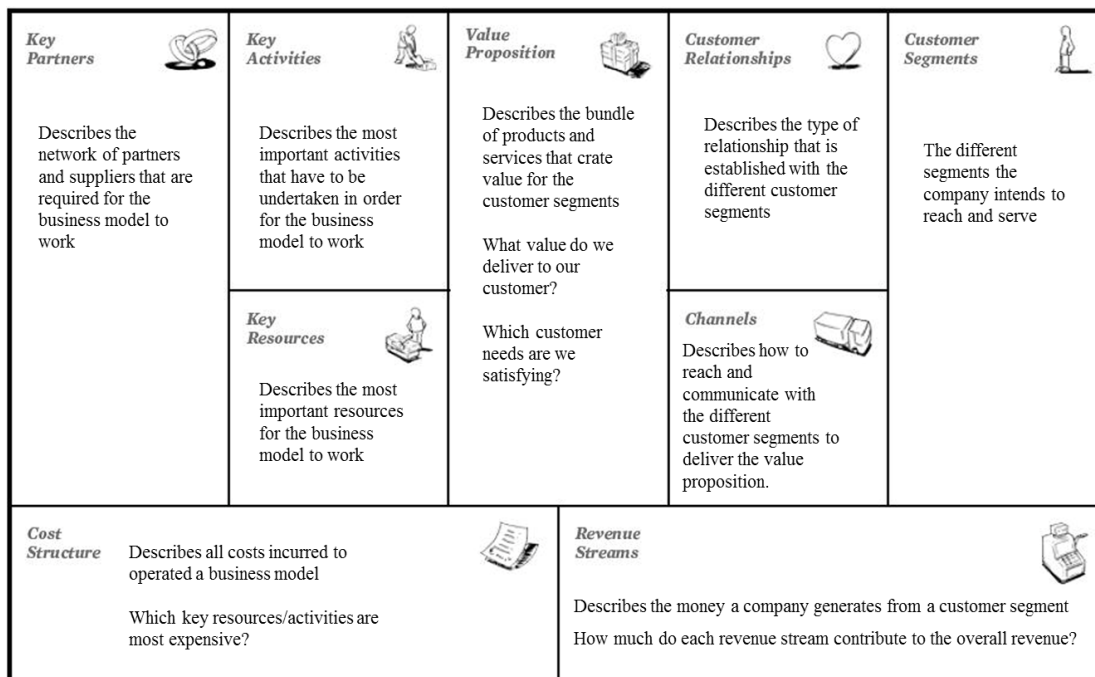 Key
Partners
Describes the
network of partners
and suppliers that are
required for the
business model to
work
Key
Activities
Describes the most
important activities
that have to be
undertaken in order
for the business
model to work
Key
Resources
Describes the most
important resources
for the business
model to work
Value
Proposition
Describes the bundle
of products and
services that crate
value for the
customer segments
What value do we
deliver to our
customer?
Which customer
needs are we
satisfying?
Customer
Relationships
Describes the type of
relationship that is
established with the
different customer
segments
Channels
Describes how to
reach and
communicate with
the different
customer segments to
deliver the value
proposition.
Customer
Segments
The different
segments the
company intends to
reach and serve
Cost
Structure
Describes all costs incurred to
operated a business model
Which key resources/activities are
most expensive?
Revenue
Streams
Describes the money a company generates from a customer segment
How much do each revenue stream contribute to the overall revenue?